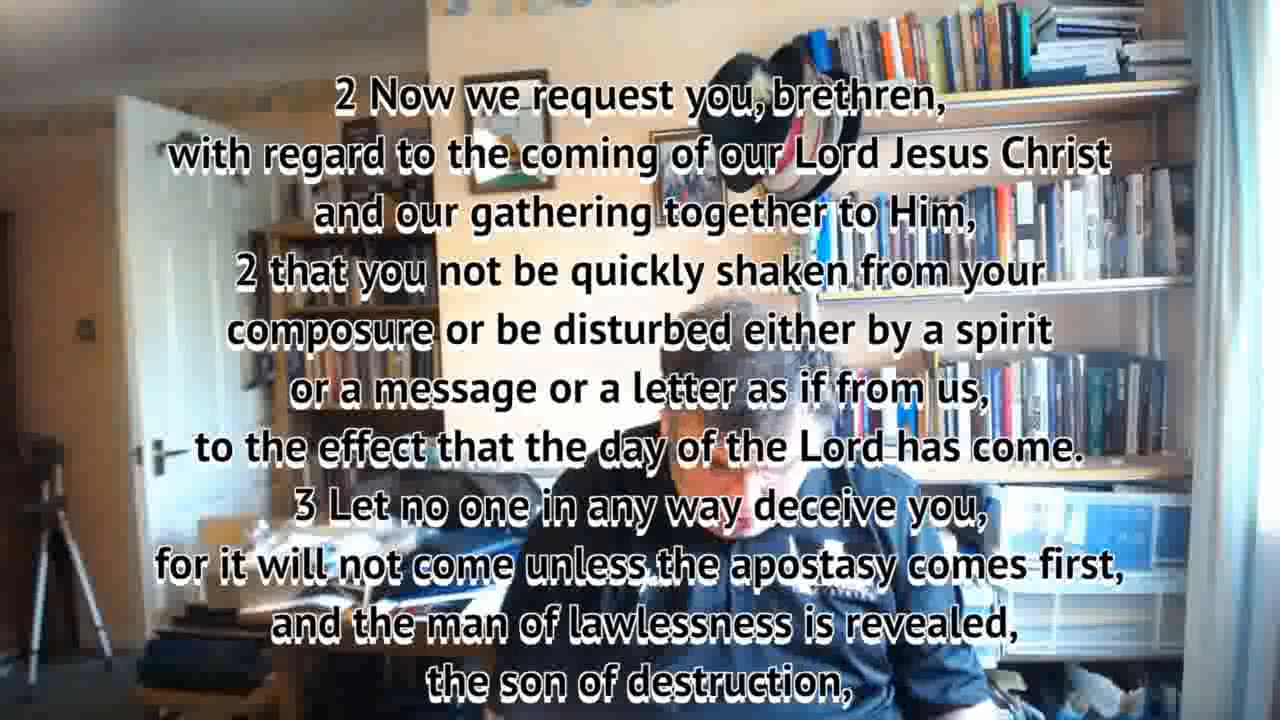 2 Now we request you, brethren,
with regard to the coming of our Lord Jesus Christ
and our gathering together to Him,
2 that you not be quickly shaken from your
composure or be disturbed either by a spirit
or a message or a letter as if from us,
to the effect that the day of the Lord has come.
3 Let no one in any way deceive you,
for it will not come unless the apostasy comes first,
and the man of lawlessness is revealed,
the son of destruction,